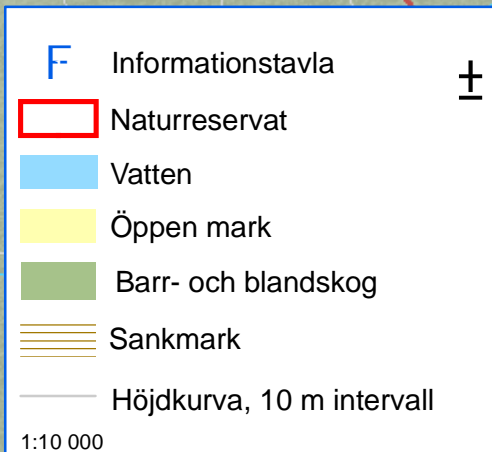 F Informationstavla
±
Naturreservat
Vatten
Öppen mark
Barr- och blandskog
Sankmark
Höjdkurva, 10 m intervall
1:10 000